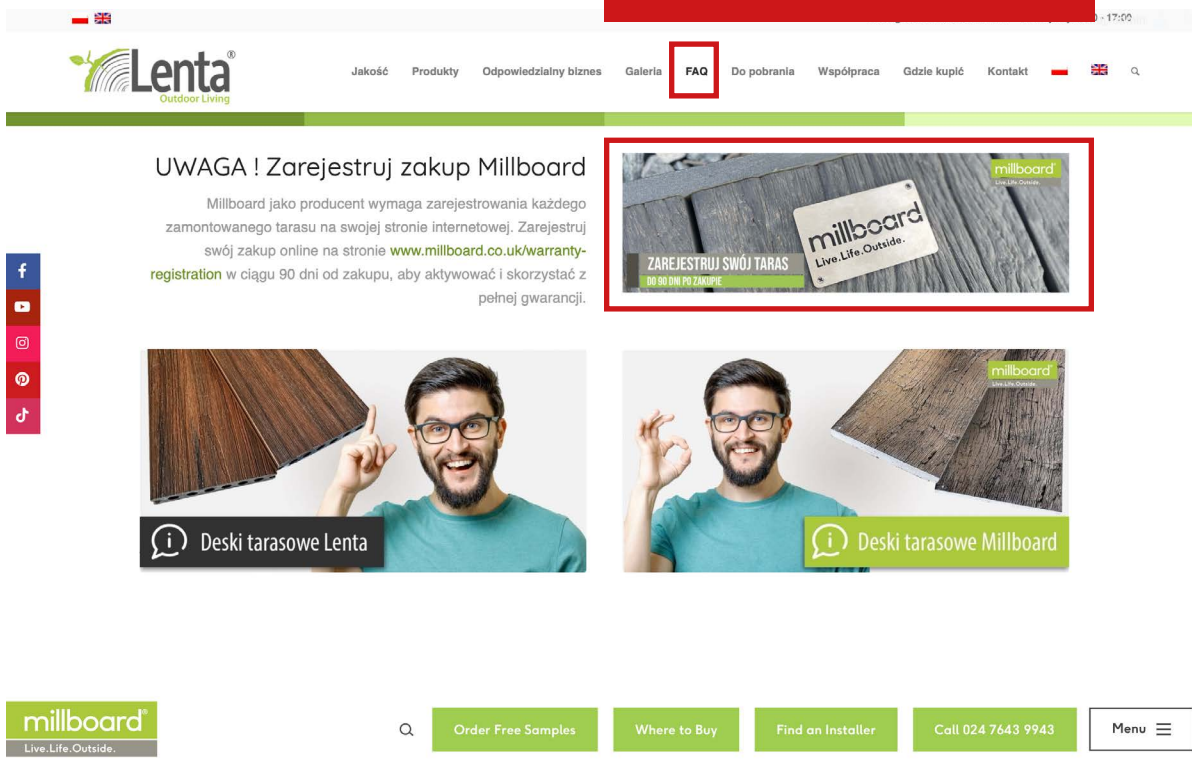 - 17:00
Lenta®
Outdoor Living
Jakość Produkty Odpowiedzialny biznes Galeria FAQ Do pobrania Współpraca Gdzie kupić Kontakt
UWAGA ! Zarejestruj zakup Millboard
Millboard jako producent wymaga zarejestrowania każdego
zamontowanego tarasu na swojej stronie internetowej. Zarejestruj
swój zakup online na stronie www.millboard.co.uk/warranty-
registration w ciągu 90 dni od zakupu, aby aktywować i skorzystać z
pełnej gwarancji.
millboard®
Live.Life.Outside.
millboard
Live.Life.Outside.
ZAREJESTRUJ SWÓJ TARAS
DO 90 DNI PO ZAKUPIE
Deski tarasowe Lenta
millboard®
Live.Life.Outside.
Deski tarasowe Millboard
millboard®
Live.Life.Outside.
Order Free Samples
Where to Buy
Find an Installer
Call 024 7643 9943
Menu